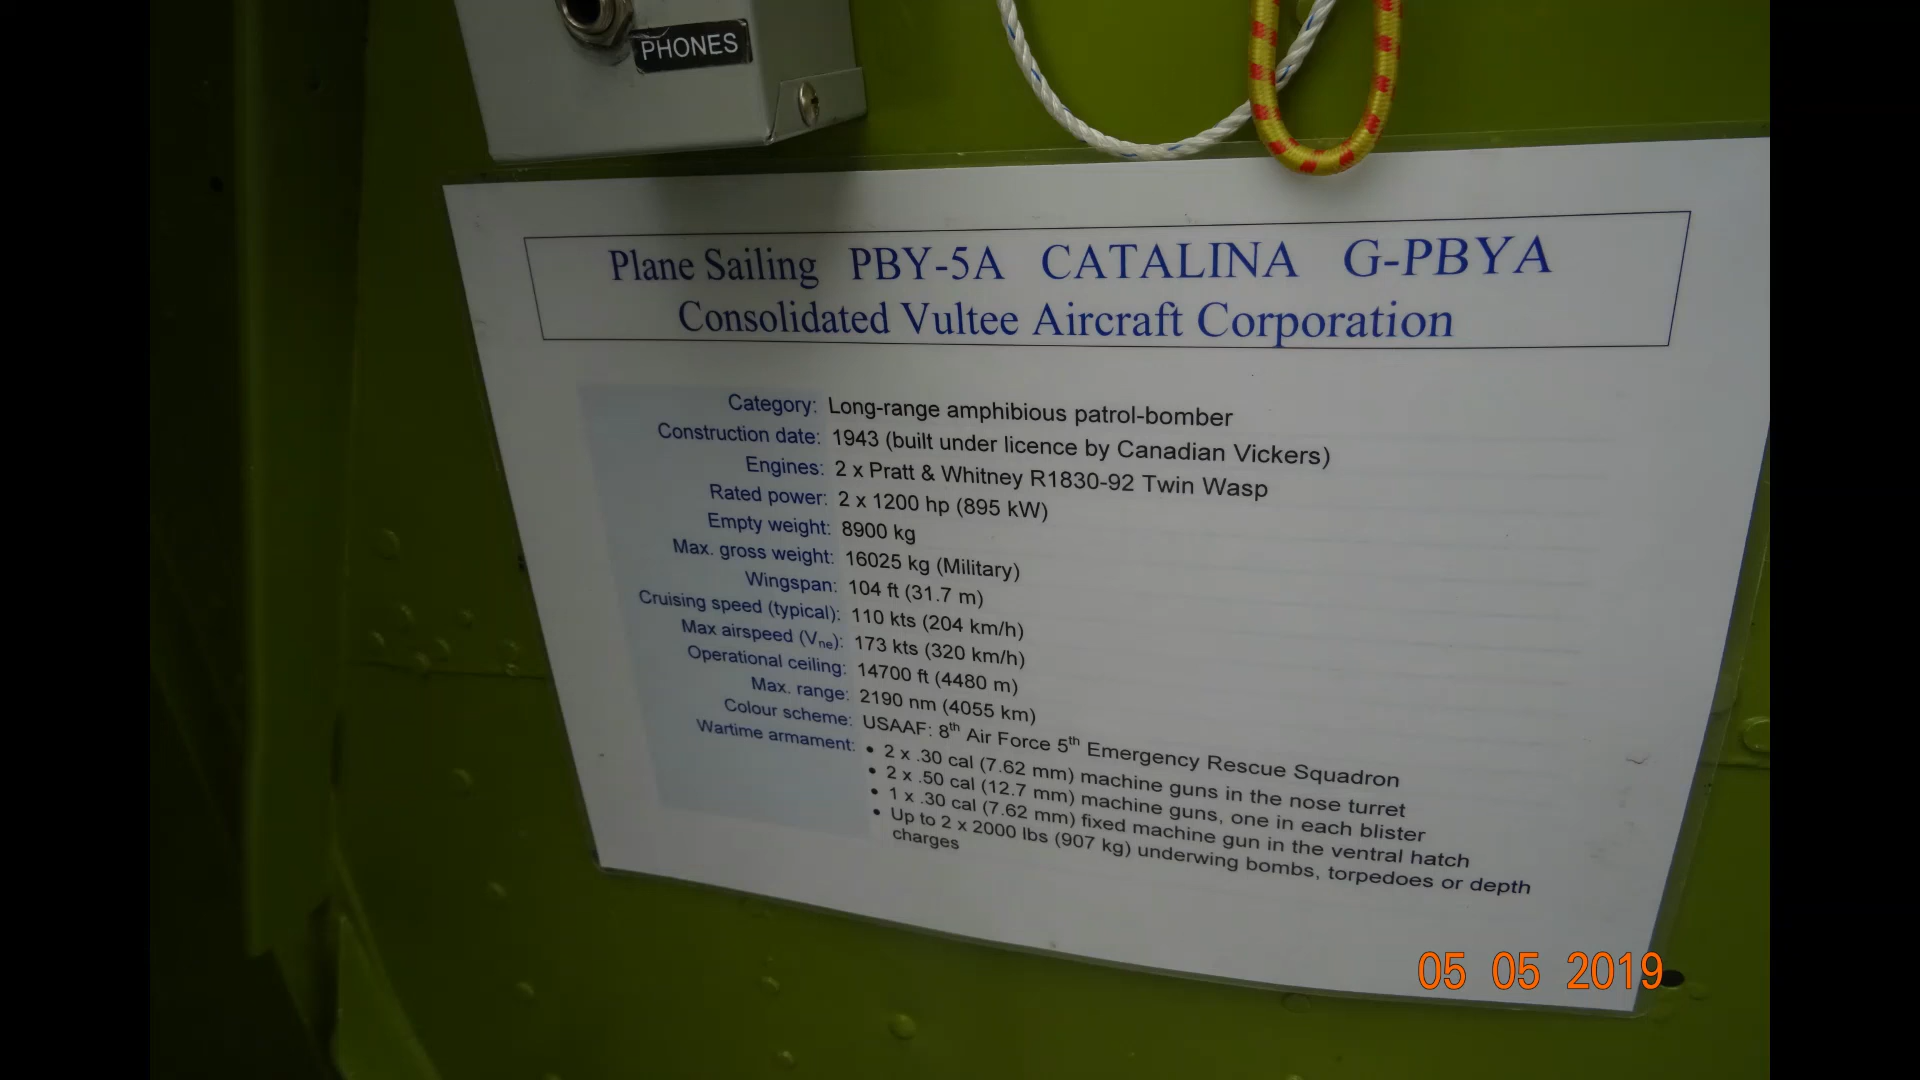 PHONES
Plane Sailing PBY-5A CATALINA G-PBYA
Consolidated Vultee Aircraft Corporation
Category: Long-range amphibious patrol-bomber
Construction date: 1943 (built under licence by Canadian Vickers)
Engines: 2 x Pratt & Whitney R1830-92 Twin Wasp
Rated power: 2 x 1200 hp (895 kW)
Empty weight: 8900 kg
Max. gross weight: 16025 kg (Military)
Wingspan: 104 ft (31.7 m)
Cruising speed (typical): 110 kts (204 km/h)
Max airspeed (Vne): 173 kts (320 km/h)
Operational ceiling: 14700 ft (4480 m)
Max. range: 2190 nm (4055 km)
Colour scheme: USAAF: 8th Air Force 5th Emergency Rescue Squadron
Wartime armament: • 2 x .30 cal (7.62 mm) machine guns in the nose turret
• 2 x .50 cal (12.7 mm) machine guns, one in each blister
• 1 x .30 cal (7.62 mm) fixed machine gun in the ventral hatch
• Up to 2 x 2000 lbs (907 kg) underwing bombs, torpedoes or depth
charges
05 05 2019